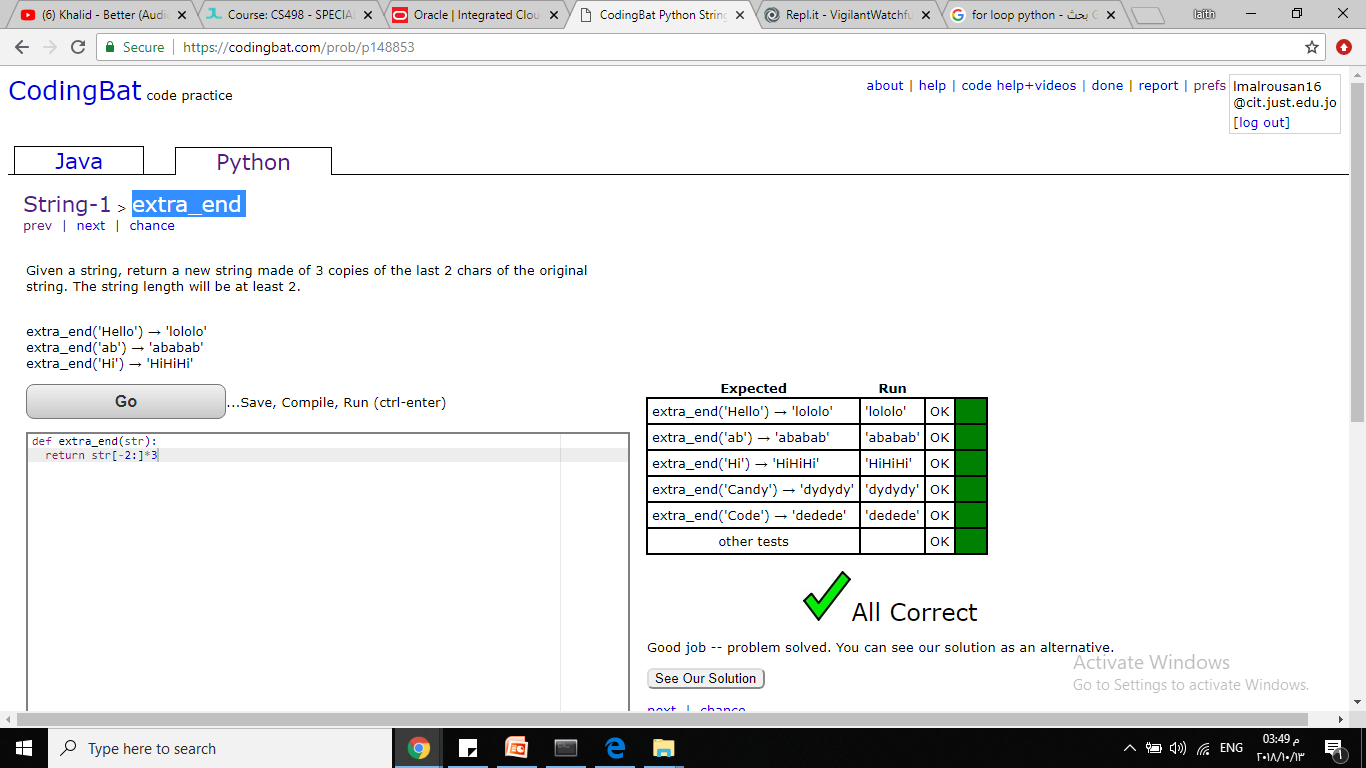 (6) Khalid - Better (Audi
Course: CS498 - SPECIA
Oracle | Integrated Clou
CodingBat Python String
Repl.it - VigilantWatchfu
for loop python - بحث G
laith
Secure
https://codingbat.com/prob/p148853
CodingBat code practice
about | help | code help+videos | done | report | prefs
lmalrousan16
@cit.just.edu.jo
[log out]
Java
Python
String-1 > extra_end
prev | next | chance
Given a string, return a new string made of 3 copies of the last 2 chars of the original
string. The string length will be at least 2.
extra_end('Hello') → 'lololo'
extra_end('ab') → 'ababab'
extra_end('Hi') → 'HiHiHi'
Go ...Save, Compile, Run (ctrl-enter)
def extra_end(str):
return str[-2:]*3
Expected Run
extra_end('Hello') → 'lololo' 'lololo' OK
extra_end('ab') → 'ababab' 'ababab' OK
extra_end('Hi') → 'HiHiHi' 'HiHiHi' OK
extra_end('Candy') → 'dydydy' 'dydydy' OK
extra_end('Code') → 'dedede' 'dedede' OK
other tests OK
All Correct
Good job -- problem solved. You can see our solution as an alternative.
See Our Solution
next | chance
Activate Windows
Go to Settings to activate Windows.
Type here to search
ENG
03:49 م
٢٠١٨/١٠/١٣
1